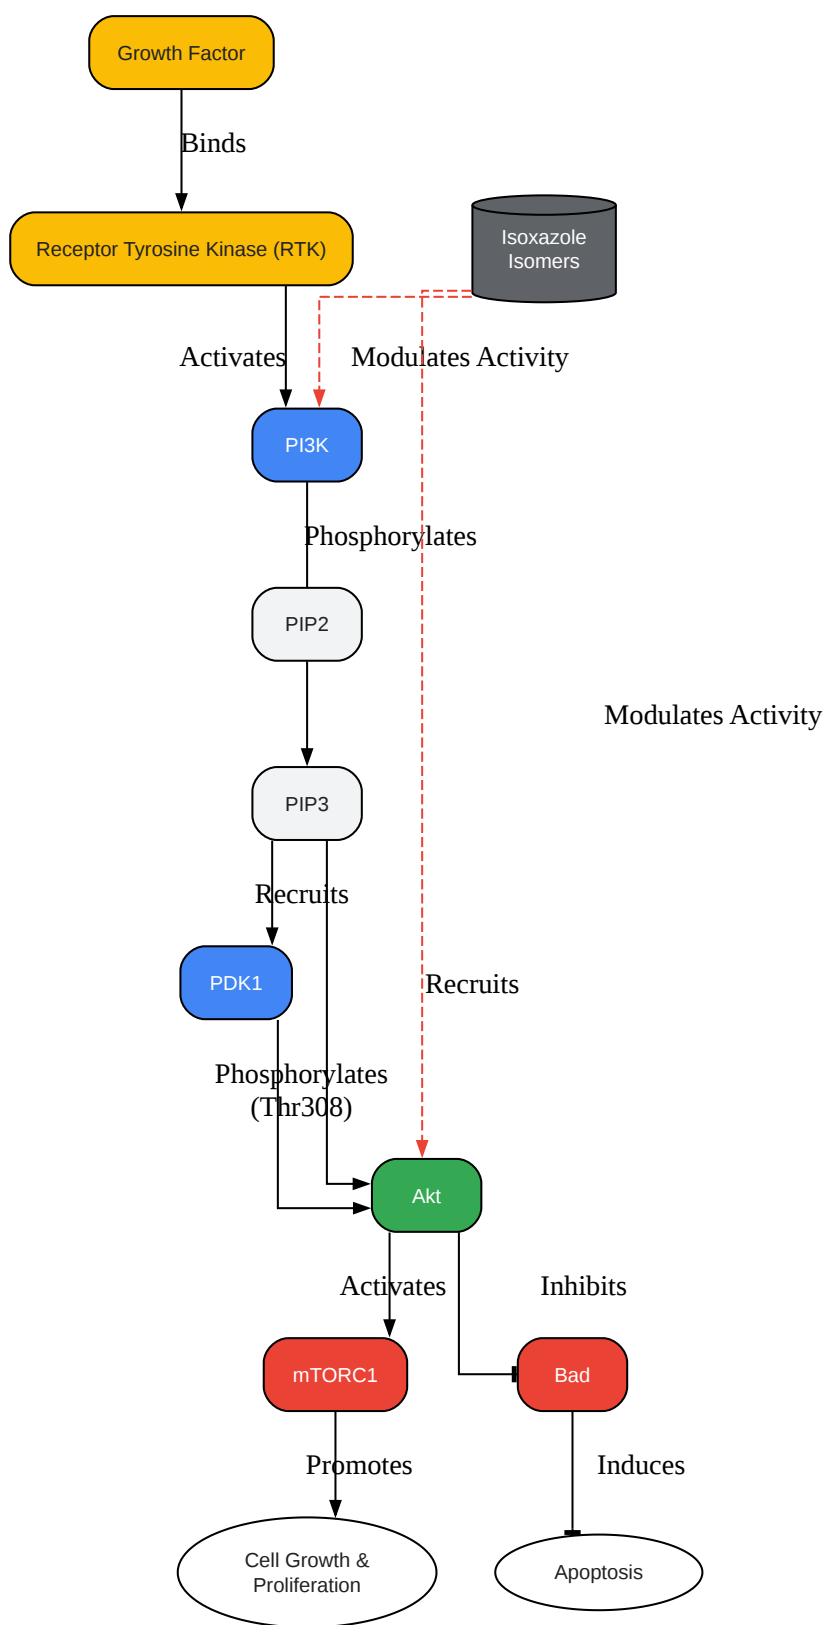 Growth Factor
Binds
Receptor Tyrosine Kinase (RTK)
Isoxazole
Isomers
Activates
Modulates Activity
PI3K
Phosphorylates
PIP2
Modulates Activity
PIP3
Recruits
PDK1
Recruits
Phosphorylates
(Thr308)
Akt
Activates
Inhibits
mTORC1
Bad
Promotes
Induces
Cell Growth &
Proliferation
Apoptosis